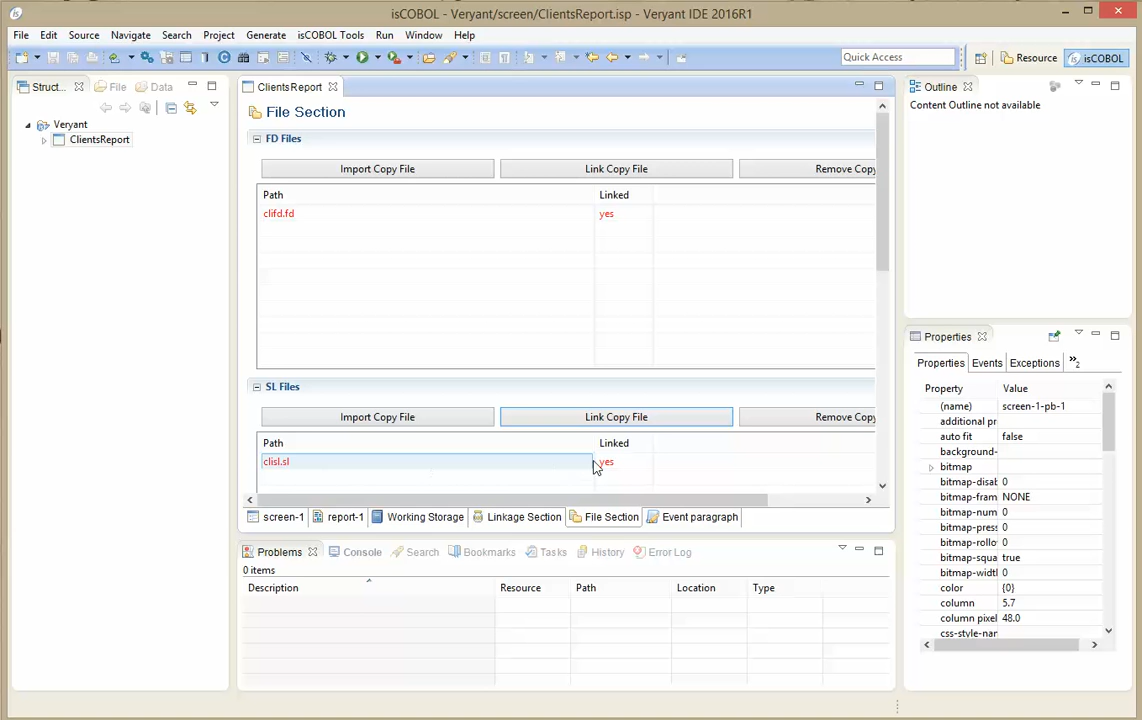 isCOBOL - Veryant/screen/ClientsReport.isp - Veryant IDE 2016R1
File Edit Source Navigate Search Project Generate isCOBOL Tools Run Window Help
Quick Access
Resource
isCOBOL
Struct...
File
Data
Veryant
ClientsReport
ClientsReport
File Section
FD Files
Import Copy File
Link Copy File
Remove Copy
Path
Linked
clifd.fd
yes
SL Files
Import Copy File
Link Copy File
Remove Copy
Path
Linked
clisl.sl
yes
screen-1
report-1
Working Storage
Linkage Section
File Section
Event paragraph
Problems
Console
Search
Bookmarks
Tasks
History
Error Log
0 items
Description
Resource
Path
Location
Type
Outline
Content Outline not available
Properties
Properties Events Exceptions »2
Property Value
(name) screen-1-pb-1
additional pr
auto fit false
background-
bitmap
bitmap-disab 0
bitmap-fram NONE
bitmap-num 0
bitmap-press 0
bitmap-rollo 0
bitmap-squa true
bitmap-width 0
color {0}
column 5.7
column pixel 48.0
css-style-nar